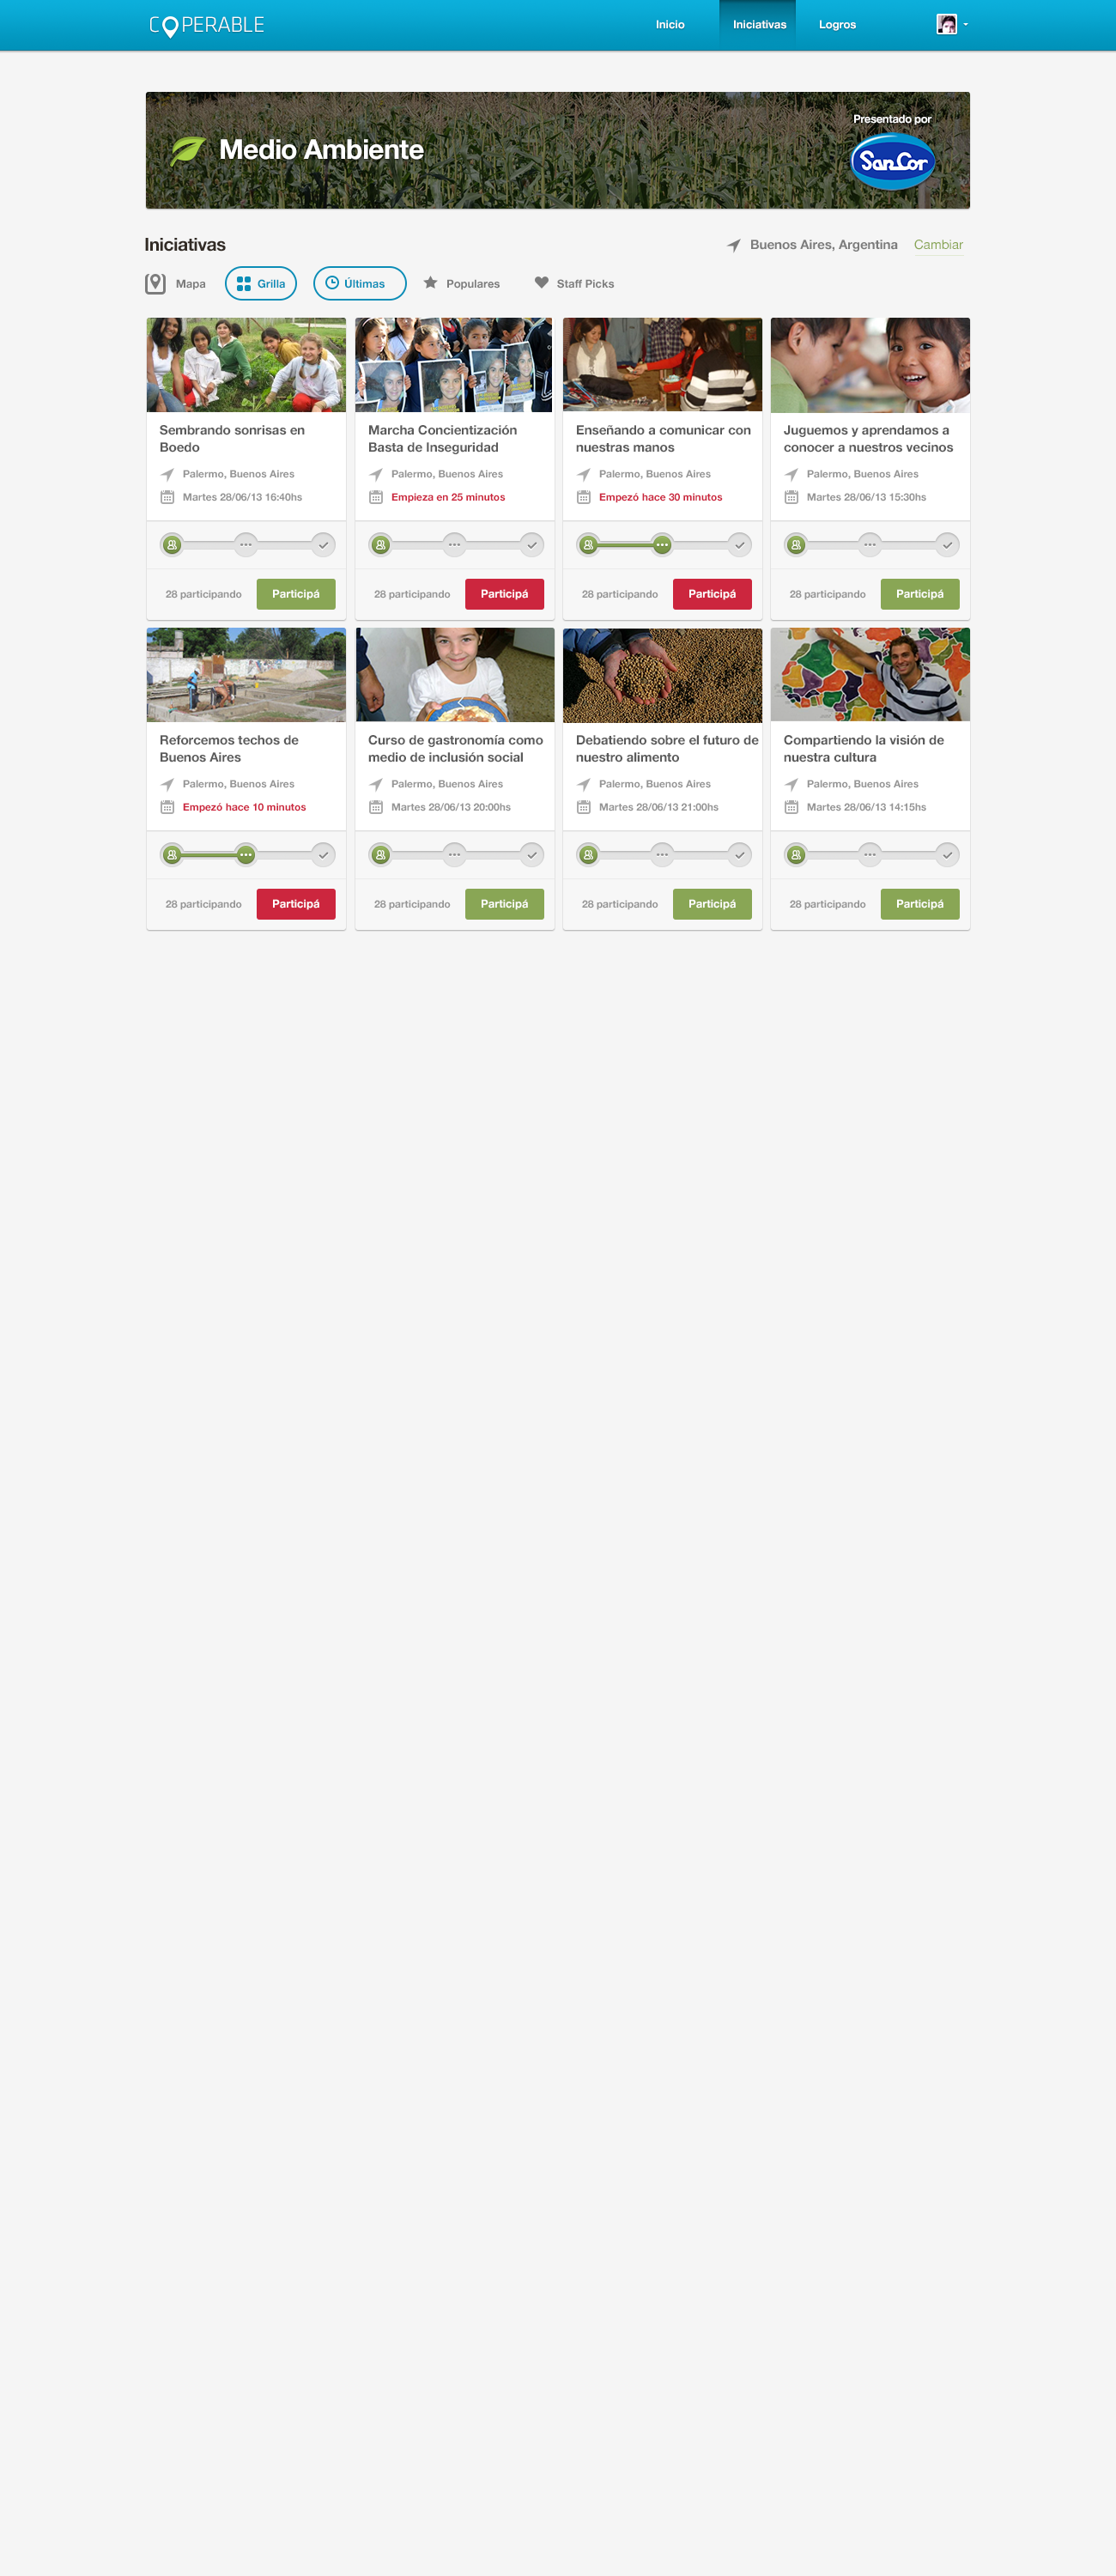 COPERABLE
Inicio
Iniciativas
Logros
Medio Ambiente
Presentado por
SanCor
Iniciativas
Buenos Aires, Argentina
Cambiar
Mapa
Grilla
Últimas
Populares
Staff Picks
Sembrando sonrisas en
Boedo
Palermo, Buenos Aires
Martes 28/06/13 16:40hs
28 participando
Participá
Marcha Concientización
Basta de Inseguridad
Palermo, Buenos Aires
Empieza en 25 minutos
28 participando
Participá
Enseñando a comunicar con
nuestras manos
Palermo, Buenos Aires
Empezó hace 30 minutos
28 participando
Participá
Juguemos y aprendamos a
conocer a nuestros vecinos
Palermo, Buenos Aires
Martes 28/06/13 15:30hs
28 participando
Participá
Reforcemos techos de
Buenos Aires
Palermo, Buenos Aires
Empezó hace 10 minutos
28 participando
Participá
Curso de gastronomía como
medio de inclusión social
Palermo, Buenos Aires
Martes 28/06/13 20:00hs
28 participando
Participá
Debatiendo sobre el futuro de
nuestro alimento
Palermo, Buenos Aires
Martes 28/06/13 21:00hs
28 participando
Participá
Compartiendo la visión de
nuestra cultura
Palermo, Buenos Aires
Martes 28/06/13 14:15hs
28 participando
Participá